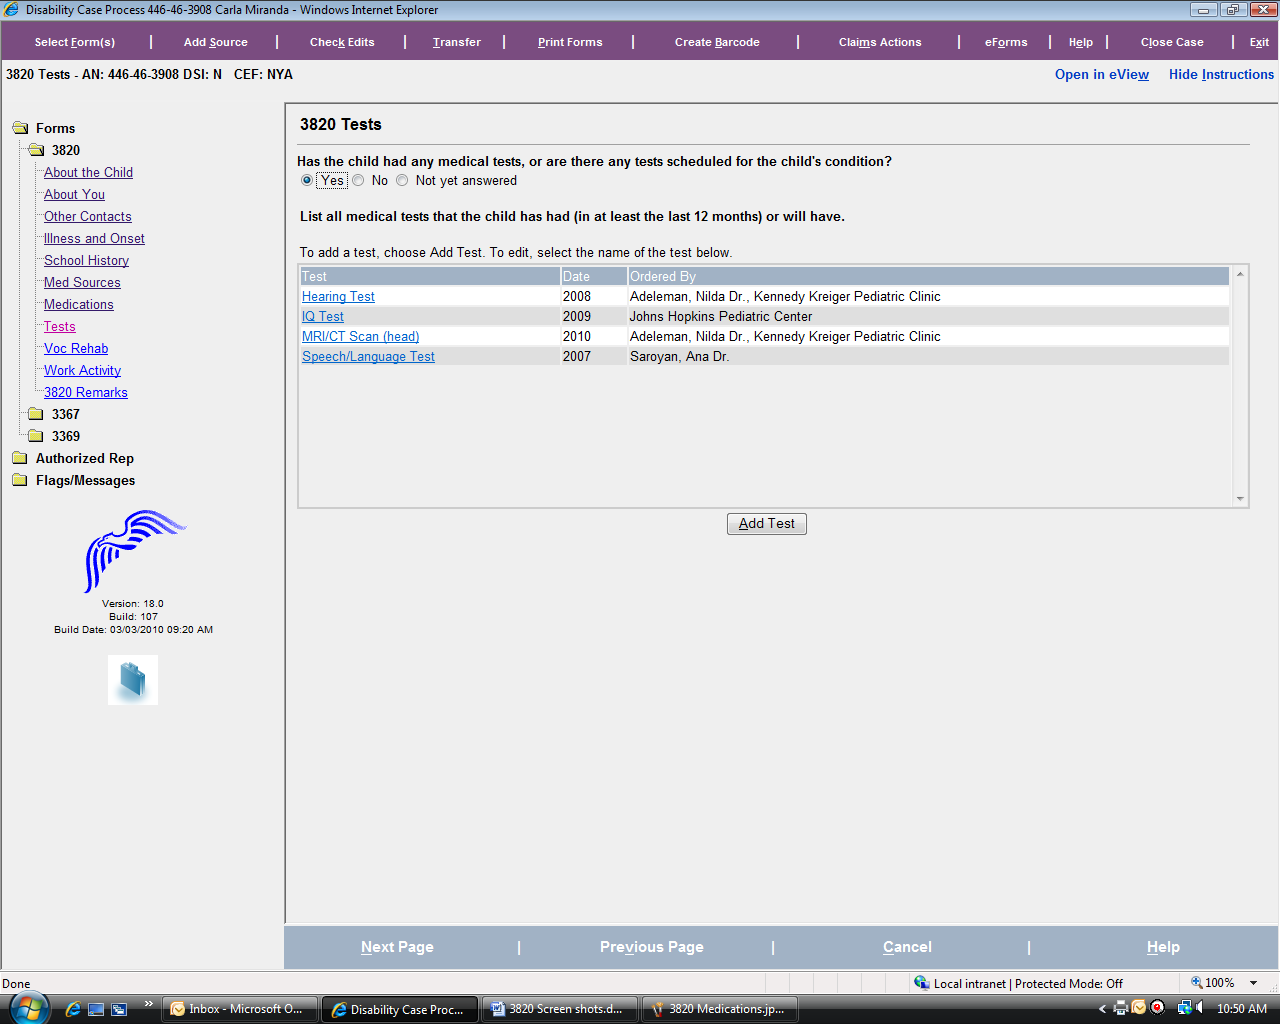 Disability Case Process 446-46-3908 Carla Miranda - Windows Internet Explorer
Select Form(s) | Add Source | Check Edits | Transfer | Print Forms | Create Barcode | Claims Actions | eForms | Help | Close Case | Exit
3820 Tests - AN: 446-46-3908 DSI: N CEF: NYA Open in eView Hide Instructions
Forms
3820
About the Child
About You
Other Contacts
Illness and Onset
School History
Med Sources
Medications
Tests
Voc Rehab
Work Activity
3820 Remarks
3367
3369
Authorized Rep
Flags/Messages
Version: 18.0
Build: 107
Build Date: 03/03/2010 09:20 AM
3820 Tests
Has the child had any medical tests, or are there any tests scheduled for the child's condition?
Yes No Not yet answered
List all medical tests that the child has had (in at least the last 12 months) or will have.
To add a test, choose Add Test. To edit, select the name of the test below.
Test Date Ordered By
Hearing Test 2008 Adeleman, Nilda Dr., Kennedy Kreiger Pediatric Clinic
IQ Test 2009 Johns Hopkins Pediatric Center
MRI/CT Scan (head) 2010 Adeleman, Nilda Dr., Kennedy Kreiger Pediatric Clinic
Speech/Language Test 2007 Saroyan, Ana Dr.
Add Test
Next Page | Previous Page | Cancel | Help
Done Local intranet | Protected Mode: Off 100%
» Inbox - Microsoft O... Disability Case Proc... 3820 Screen shots.d... 3820 Medications.jp... 10:50 AM